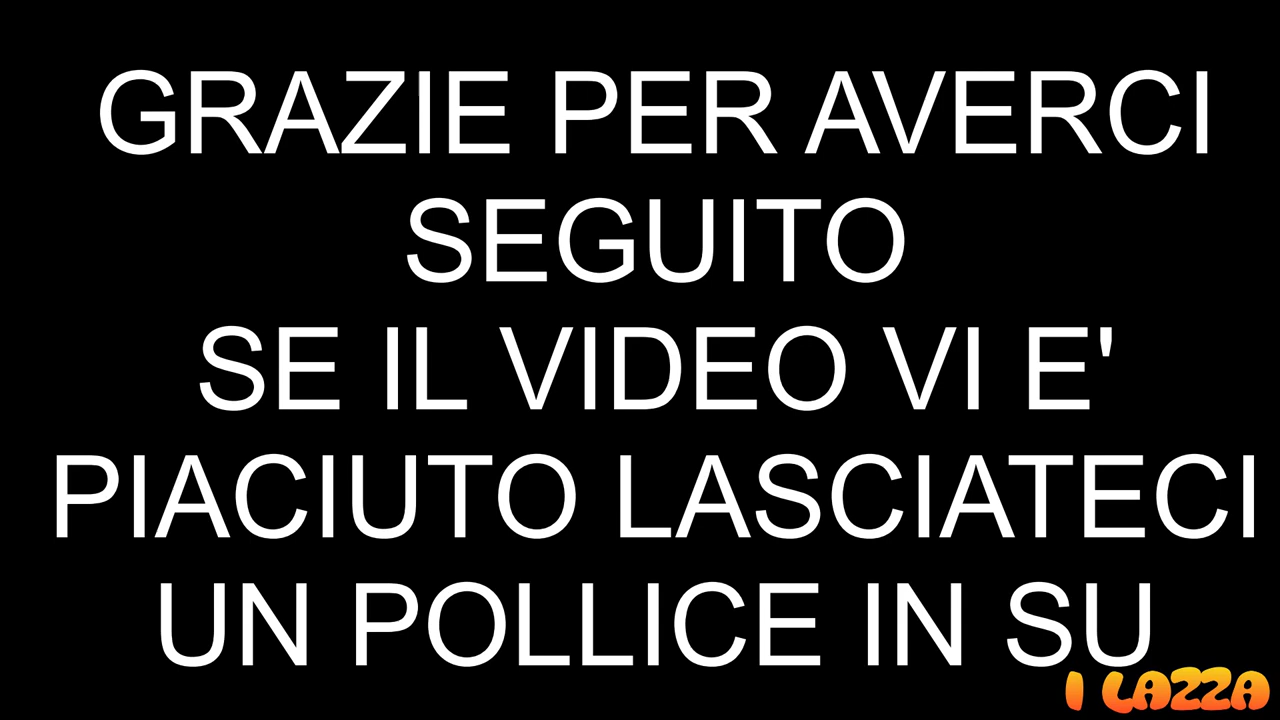 GRAZIE PER AVERCI
SEGUITO
SE IL VIDEO VI E'
PIACIUTO LASCIATECI
UN POLLICE IN SU
I LAZZA